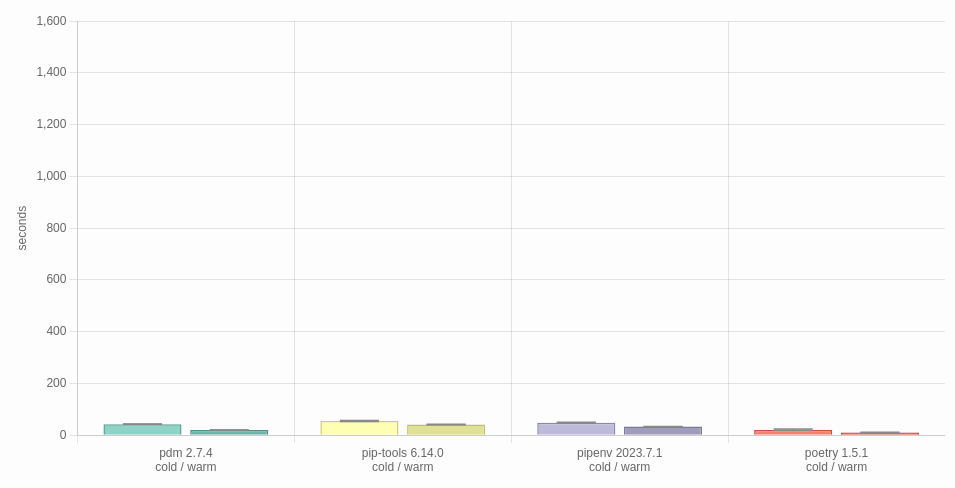 1,600
1,400
1,200
1,000
800
600
400
200
0
seconds
pdm 2.7.4
cold / warm
pip-tools 6.14.0
cold / warm
pipenv 2023.7.1
cold / warm
poetry 1.5.1
cold / warm